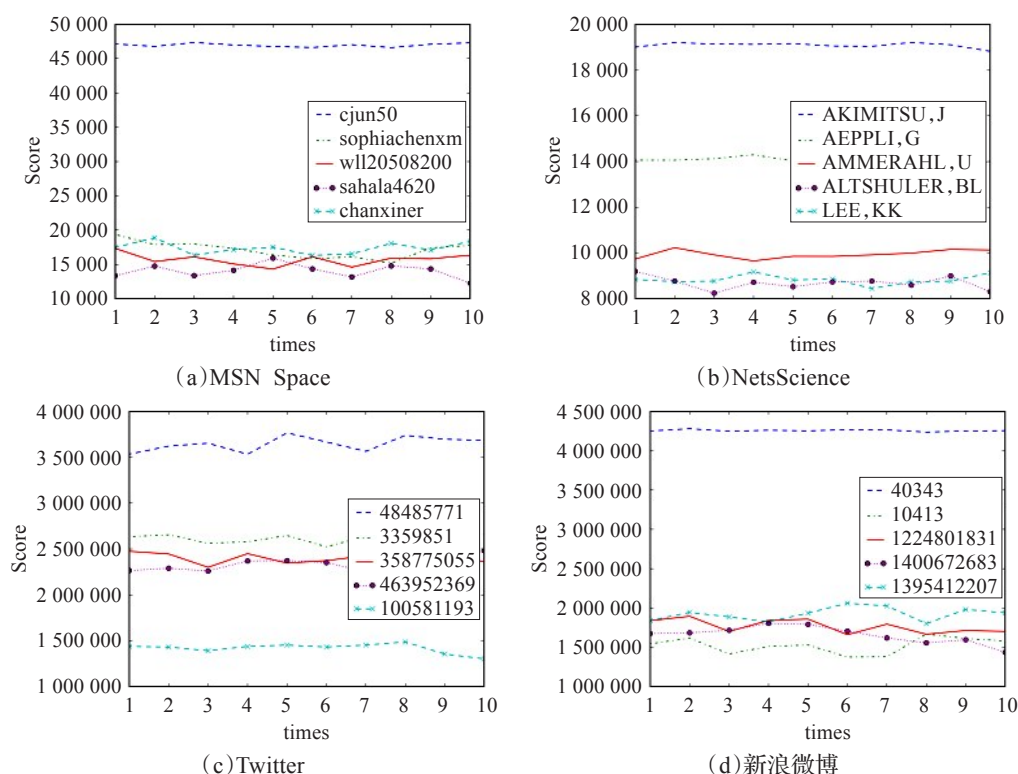 50 000
45 000
40 000
35 000
30 000
25 000
20 000
15 000
10 000
Score
cjun50
sophiachenxm
wll20508200
sahala4620
chanxiner
1 2 3 4 5 6 7 8 9 10
times
(a)MSN Space
20 000
18 000
16 000
14 000
12 000
10 000
8 000
Score
AKIMITSU,J
AEPPLI,G
AMMERAHL,U
ALTSHULER,BL
LEE,KK
1 2 3 4 5 6 7 8 9 10
times
(b)NetsScience
4 000 000
3 500 000
3 000 000
2 500 000
2 000 000
1 500 000
1 000 000
Score
48485771
3359851
358775055
463952369
100581193
1 2 3 4 5 6 7 8 9 10
times
(c)Twitter
4 500 000
4 000 000
3 500 000
3 000 000
2 500 000
2 000 000
1 500 000
1 000 000
Score
40343
10413
1224801831
1400672683
1395412207
1 2 3 4 5 6 7 8 9 10
times
(d)新浪微博